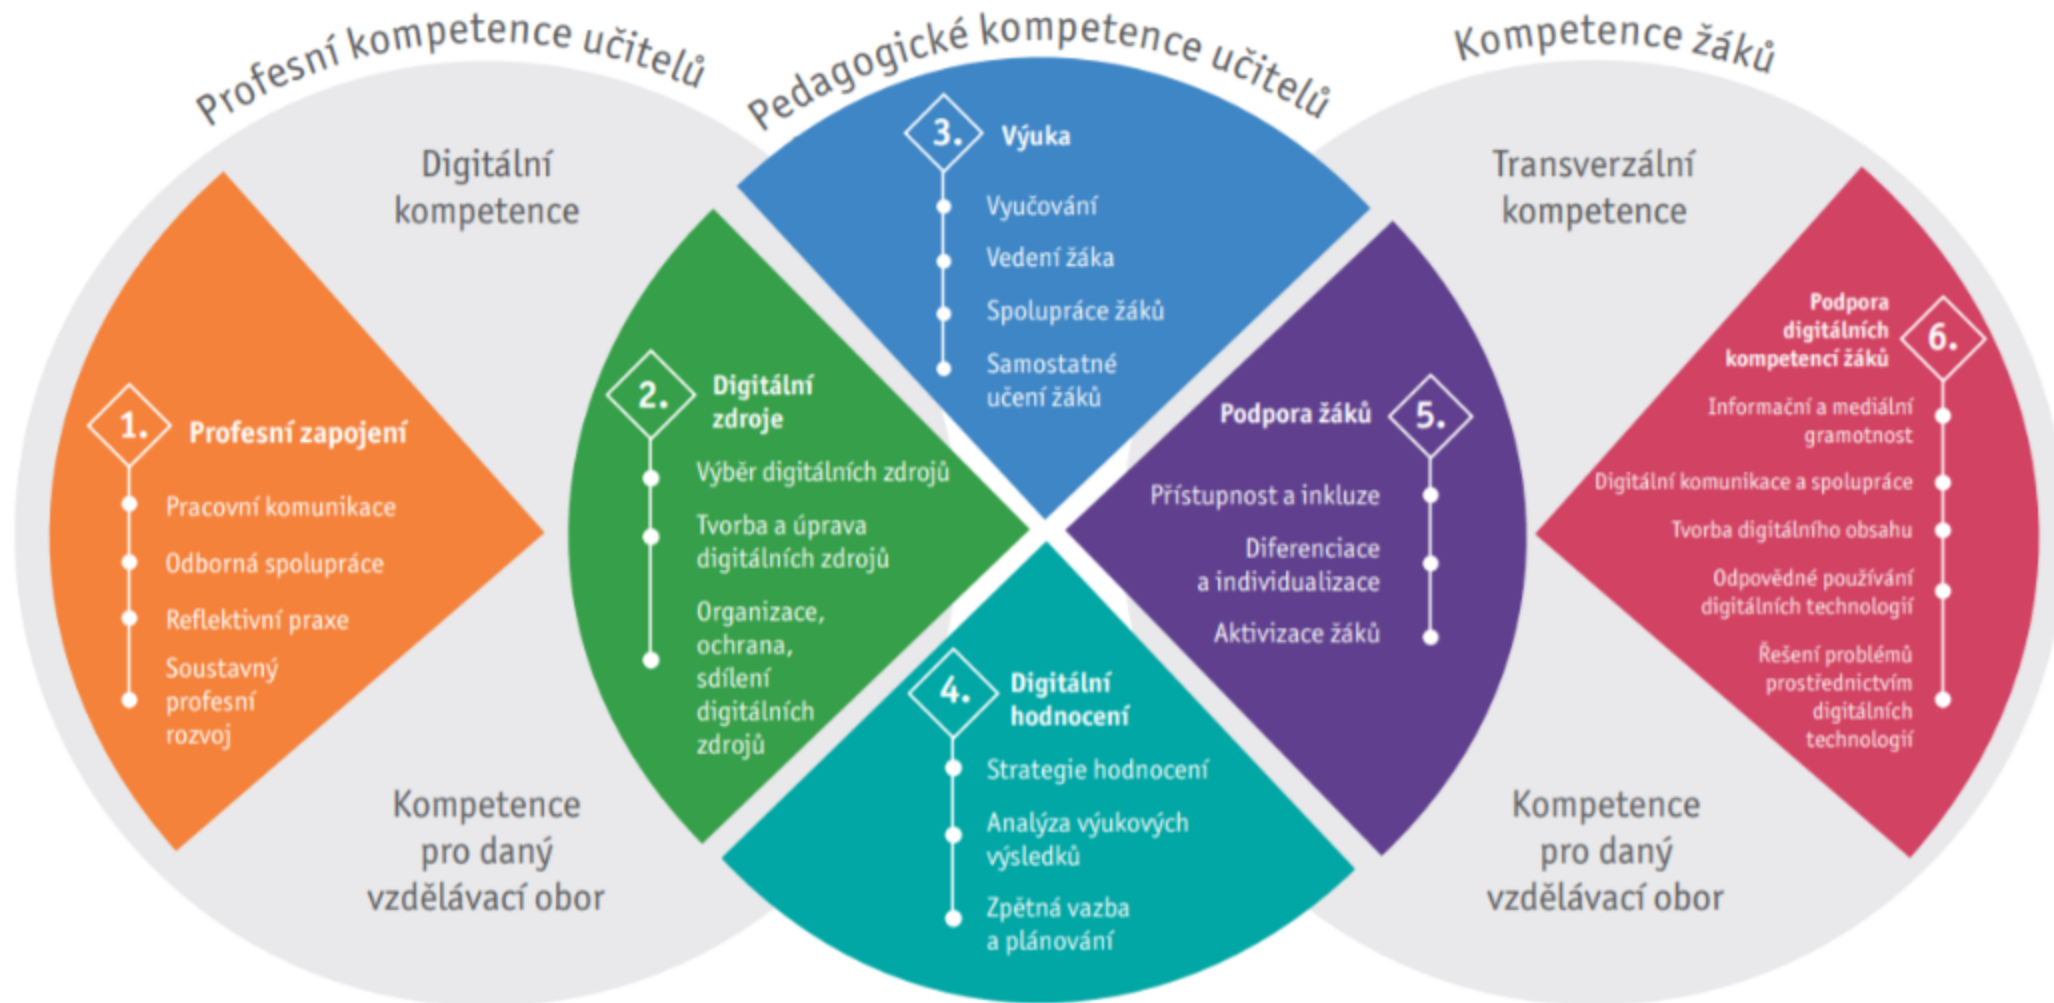 Profesní kompetence učitelů
Pedagogické kompetence učitelů
Kompetence žáků
Digitální
kompetence
Transverzální
kompetence
1.
Profesní zapojení
Pracovní komunikace
Odborná spolupráce
Reflektivní praxe
Soustavný
profesní
rozvoj
2.
Digitální
zdroje
Výběr digitálních zdrojů
Tvorba a úprava
digitálních zdrojů
Organizace,
ochrana,
sdílení
digitálních
zdrojů
3.
Výuka
Vyučování
Vedení žáka
Spolupráce žáků
Samostatné
učení žáků
4.
Digitální
hodnocení
Strategie hodnocení
Analýza výukových
výsledků
Zpětná vazba
a plánování
Podpora žáků
5.
Přístupnost a inkluze
Diferenciace
a individualizace
Aktivizace žáků
Podpora
digitálních
kompetencí žáků
6.
Informační a mediální
gramotnost
Digitální komunikace a spolupráce
Tvorba digitálního obsahu
Odpovědné používání
digitálních technologií
Řešení problémů
prostřednictvím
digitálních
technologií
Kompetence
pro daný
vzdělávací obor
Kompetence
pro daný
vzdělávací obor